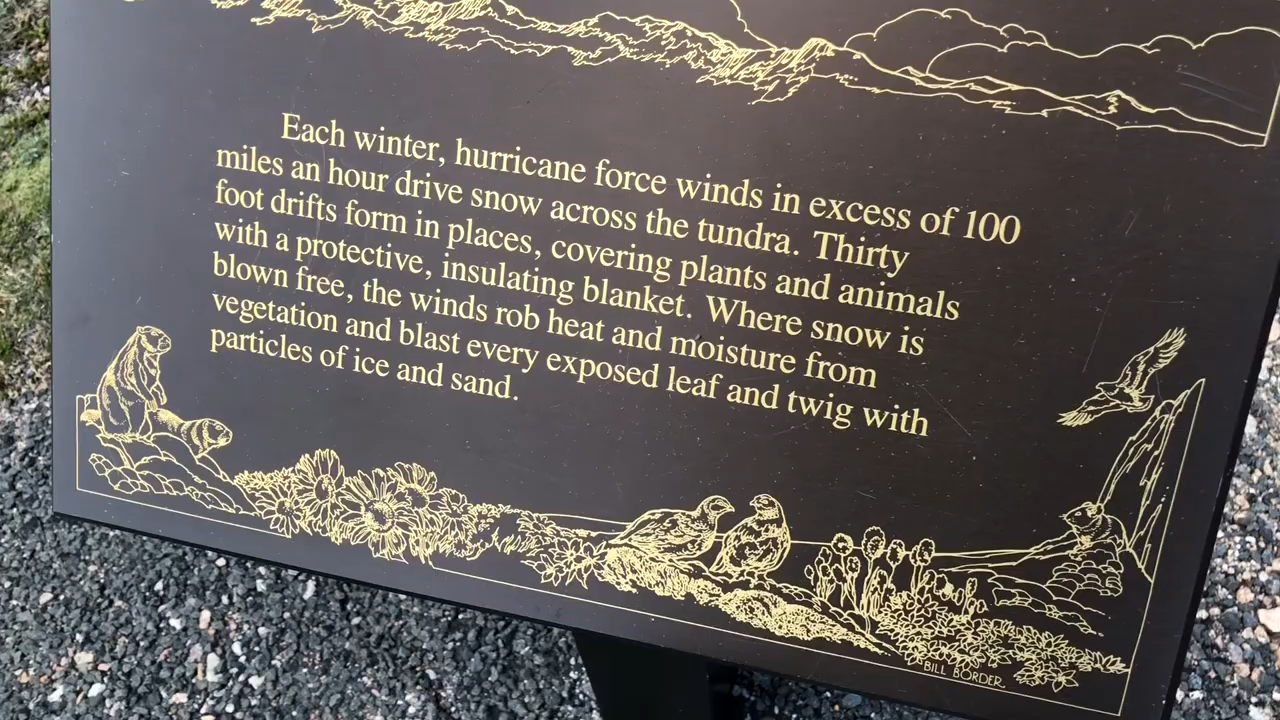 Each winter, hurricane force winds in excess of 100
miles an hour drive snow across the tundra. Thirty
foot drifts form in places, covering plants and animals
with a protective, insulating blanket. Where snow is
blown free, the winds rob heat and moisture from
vegetation and blast every exposed leaf and twig with
particles of ice and sand.
BILL BORDER